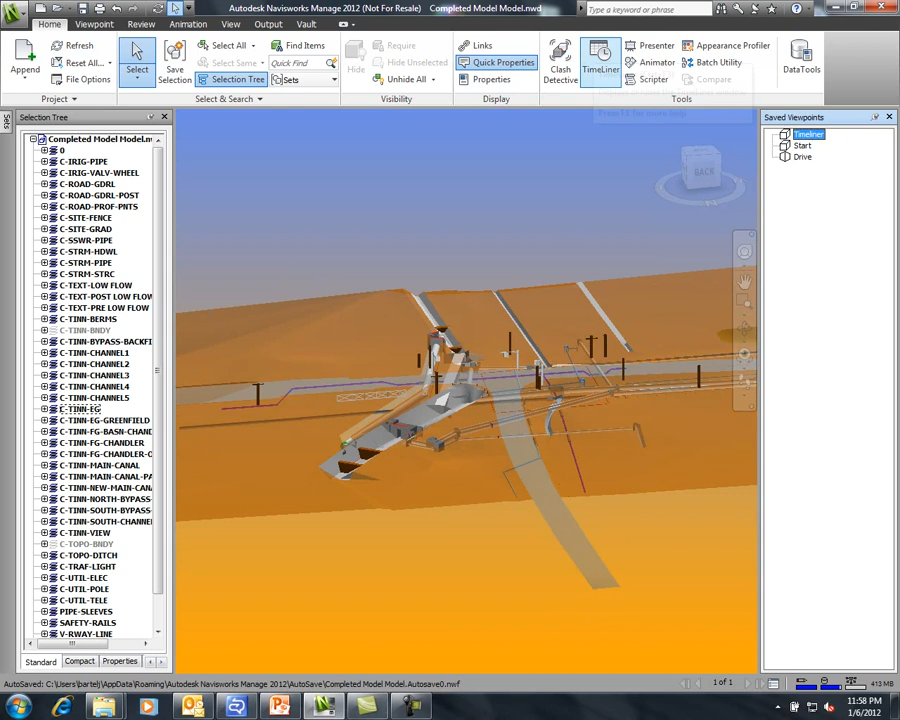 Autodesk Navisworks Manage 2012 (Not For Resale) Completed Model Model.nwd
Type a keyword or phrase
Home Viewpoint Review Animation View Output Vault
Append
Refresh
Reset All...
File Options
Project
Select
Save Selection
Select All
Select Same
Selection Tree
Find Items
Quick Find
Sets
Select & Search
Hide
Require
Hide Unselected
Unhide All
Visibility
Links
Quick Properties
Properties
Display
Clash Detective
TimeLiner
Presenter
Animator
Scripter
Appearance Profiler
Batch Utility
Compare
DataTools
Tools
Sets
Selection Tree
Completed Model Model.nw
0
C-IRIG-PIPE
C-IRIG-VALV-WHEEL
C-ROAD-GDRL
C-ROAD-GDRL-POST
C-ROAD-PROF-PNTS
C-SITE-FENCE
C-SITE-GRAD
C-SSWR-PIPE
C-STRM-HDWL
C-STRM-PIPE
C-STRM-STRC
C-TEXT-LOW FLOW
C-TEXT-POST LOW FLOW
C-TEXT-PRE LOW FLOW
C-TINN-BERMS
C-TINN-BNDY
C-TINN-BYPASS-BACKFI
C-TINN-CHANNEL1
C-TINN-CHANNEL2
C-TINN-CHANNEL3
C-TINN-CHANNEL4
C-TINN-CHANNEL5
C-TINN-EG
C-TINN-EG-GREENFIELD
C-TINN-FG-BASN-CHAND
C-TINN-FG-CHANDLER
C-TINN-FG-CHANDLER-O
C-TINN-MAIN-CANAL
C-TINN-MAIN-CANAL-PA
C-TINN-NEW-MAIN-CANA
C-TINN-NORTH-BYPASS-
C-TINN-SOUTH-BYPASS-
C-TINN-SOUTH-CHANNE
C-TINN-VIEW
C-TOPO-BNDY
C-TOPO-DITCH
C-TRAF-LIGHT
C-UTIL-ELEC
C-UTIL-POLE
C-UTIL-TELE
PIPE-SLEEVES
SAFETY-RAILS
V-RWAY-LINE
Standard Compact Properties
BACK
Saved Viewpoints
Timeliner
Start
Drive
AutoSaved: C:\Users\bartelj\AppData\Roaming\Autodesk Navisworks Manage 2012\AutoSave\Completed Model Model.Autosave0.nwf
1 of 1
413 MB
11:58 PM
1/6/2012